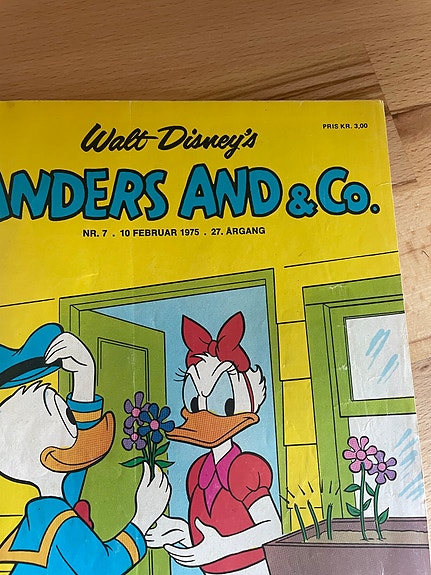 Walt Disney's
PRIS KR. 3,00
ANDERS AND & Co.
NR. 7 . 10 FEBRUAR 1975 . 27. ÅRGANG